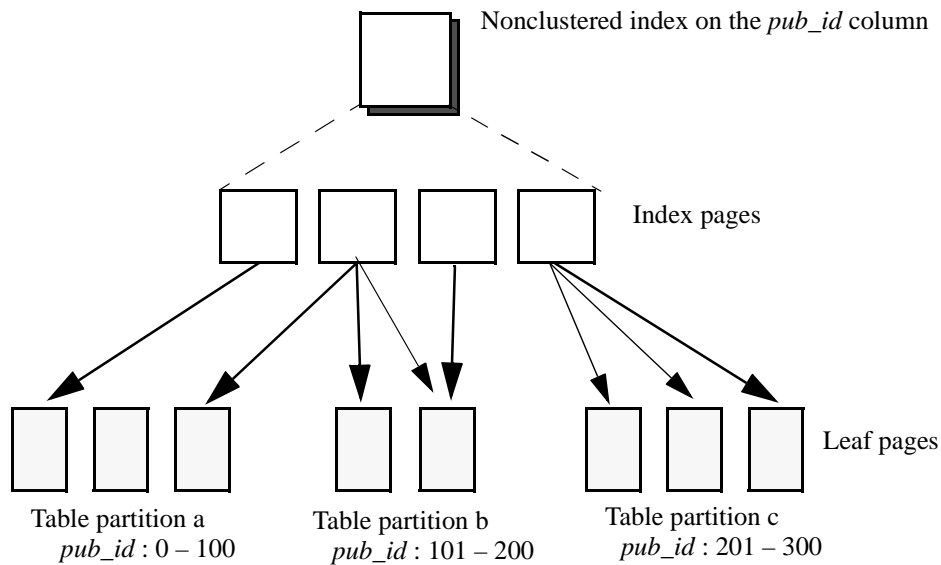 Nonclustered index on the pub_id column
Index pages
Leaf pages
Table partition a
pub_id : 0 – 100
Table partition b
pub_id : 101 – 200
Table partition c
pub_id : 201 – 300